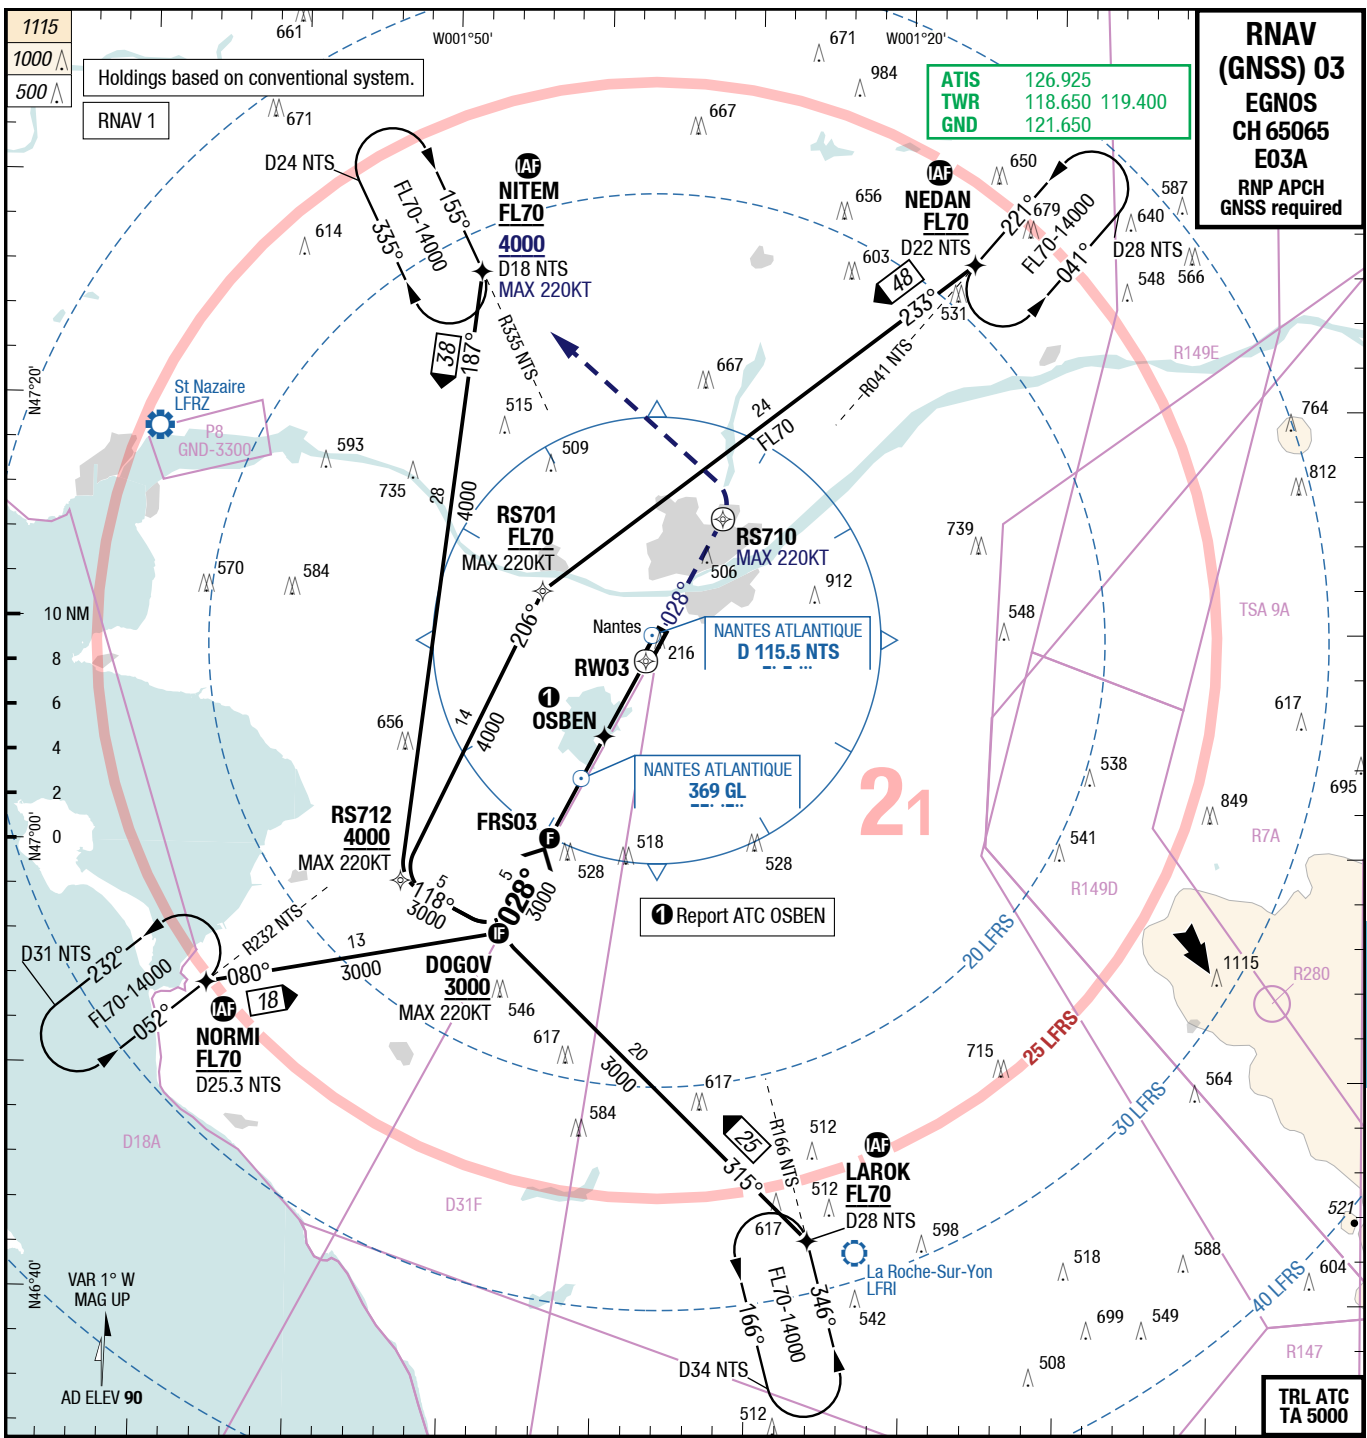 1115
1000
500
Holdings based on conventional system.
RNAV 1
W001°50'
W001°20'
RNAV
(GNSS) 03
EGNOS
CH 65065
E03A
RNP APCH
GNSS required
ATIS 126.925
TWR 118.650 119.400
GND 121.650
661
671
984
667
671
D24 NTS
FL70-14000
155°
335°
IAF
NITEM
FL70
4000
D18 NTS
MAX 220KT
IAF
NEDAN
FL70
D22 NTS
650
679
221°
FL70-14000
041°
640
587
D28 NTS
548
566
656
603
614
48
233°
531
R041 NTS
38
187°
R335 NTS
R149E
N47°20'
St Nazaire
LFRZ
P8
GND-3300
667
515
24
FL70
764
593
735
509
812
28
4000
RS701
FL70
MAX 220KT
RS710
MAX 220KT
506
739
912
570
584
206°
028°
548
TSA 9A
10 NM
8
6
4
2
0
Nantes
216
NANTES ATLANTIQUE
D 115.5 NTS
RW03
1
OSBEN
617
656
14
4000
NANTES ATLANTIQUE
369 GL
21
538
695
849
N47°00'
RS712
4000
MAX 220KT
FRS03
F
528
518
528
541
R7A
R149D
118°
5
3000
5
028°
3000
1 Report ATC OSBEN
IF
DOGOV
3000
MAX 220KT
546
20 LFRS
1115
R280
D31 NTS
232°
FL70-14000
052°
R232 NTS
080°
13
3000
IAF
18
NORMI
FL70
D25.3 NTS
617
20
3000
617
584
25 LFRS
715
564
30 LFRS
D18A
D31F
25
315°
R166 NTS
512
IAF
LAROK
FL70
D28 NTS
512
617
598
521
La Roche-Sur-Yon
LFRI
542
518
588
604
40 LFRS
166°
FL70-14000
346°
D34 NTS
512
699
549
508
R147
N46°40'
VAR 1° W
MAG UP
AD ELEV 90
TRL ATC
TA 5000